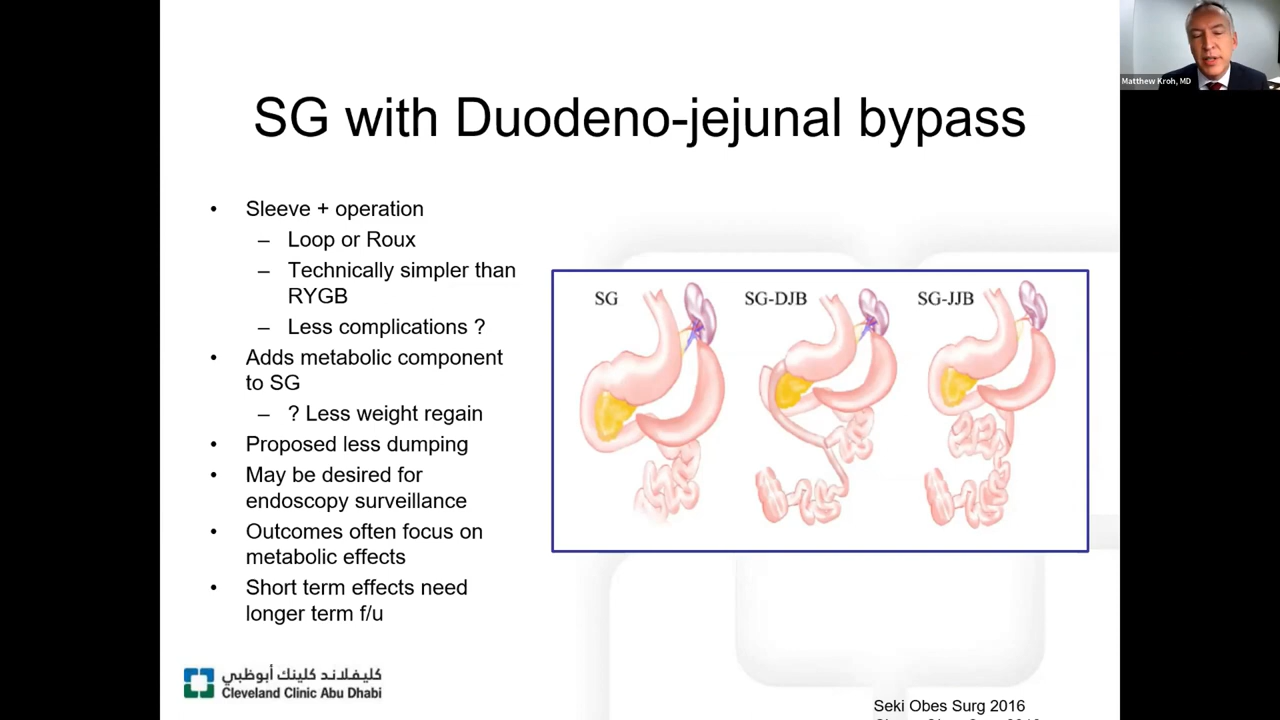 Matthew Kroh, MD
SG with Duodeno-jejunal bypass
• Sleeve + operation
– Loop or Roux
– Technically simpler than
RYGB
– Less complications ?
• Adds metabolic component
to SG
– ? Less weight regain
• Proposed less dumping
• May be desired for
endoscopy surveillance
• Outcomes often focus on
metabolic effects
• Short term effects need
longer term f/u
SG
SG-DJB
SG-JJB
كليفلاند كلينك أبوظبي
Cleveland Clinic Abu Dhabi
Seki Obes Surg 2016